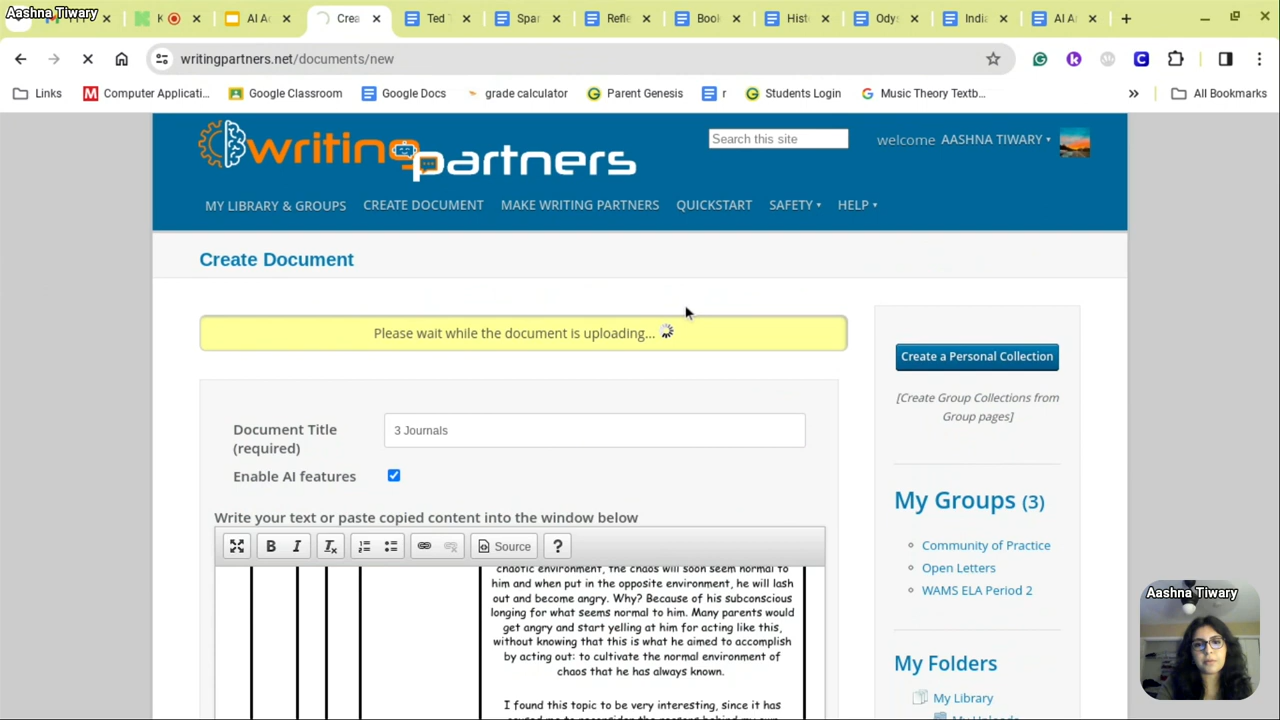 Aashna Tiwary
K
AI A
Crea
Ted
Spar
Refle
Book
Hist
Odys
India
AI A
writingpartners.net/documents/new
Links
Computer Applicati...
Google Classroom
Google Docs
grade calculator
Parent Genesis
r
Students Login
Music Theory Textb...
»
All Bookmarks
writing
partners
Search this site
welcome AASHNA TIWARY
MY LIBRARY & GROUPS
CREATE DOCUMENT
MAKE WRITING PARTNERS
QUICKSTART
SAFETY
HELP
Create Document
Please wait while the document is uploading...
Document Title
(required)
3 Journals
Enable AI features
Write your text or paste copied content into the window below
B
I
Tx
Source
?
chaotic environment, the chaos will soon seem normal to
him and when put in the opposite environment, he will lash
out and become angry. Why? Because of his subconscious
longing for what seems normal to him. Many parents would
get angry and start yelling at him for acting like this,
without knowing that this is what he aimed to accomplish
by acting out: to cultivate the normal environment of
chaos that he has always known.
I found this topic to be very interesting, since it has
Create a Personal Collection
[Create Group Collections from
Group pages]
My Groups (3)
Community of Practice
Open Letters
WAMS ELA Period 2
My Folders
My Library
My Uploads
Aashna Tiwary